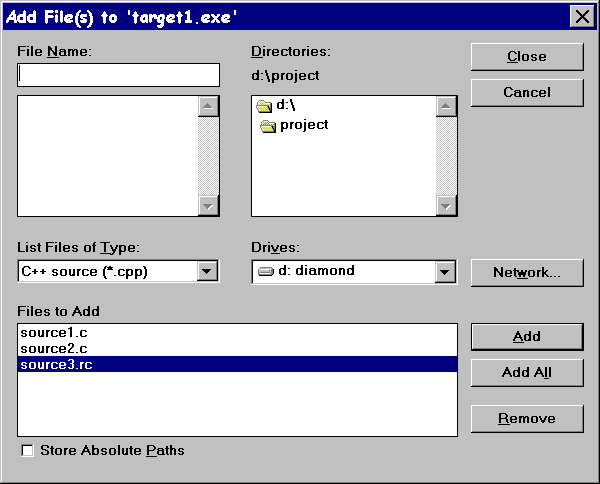 Add File(s) to 'target1.exe'
File Name:
Directories:
d:\project
Close
Cancel
d:\
project
List Files of Type:
C++ source (*.cpp)
Drives:
d: diamond
Network...
Files to Add
source1.c
source2.c
source3.rc
Add
Add All
Remove
Store Absolute Paths